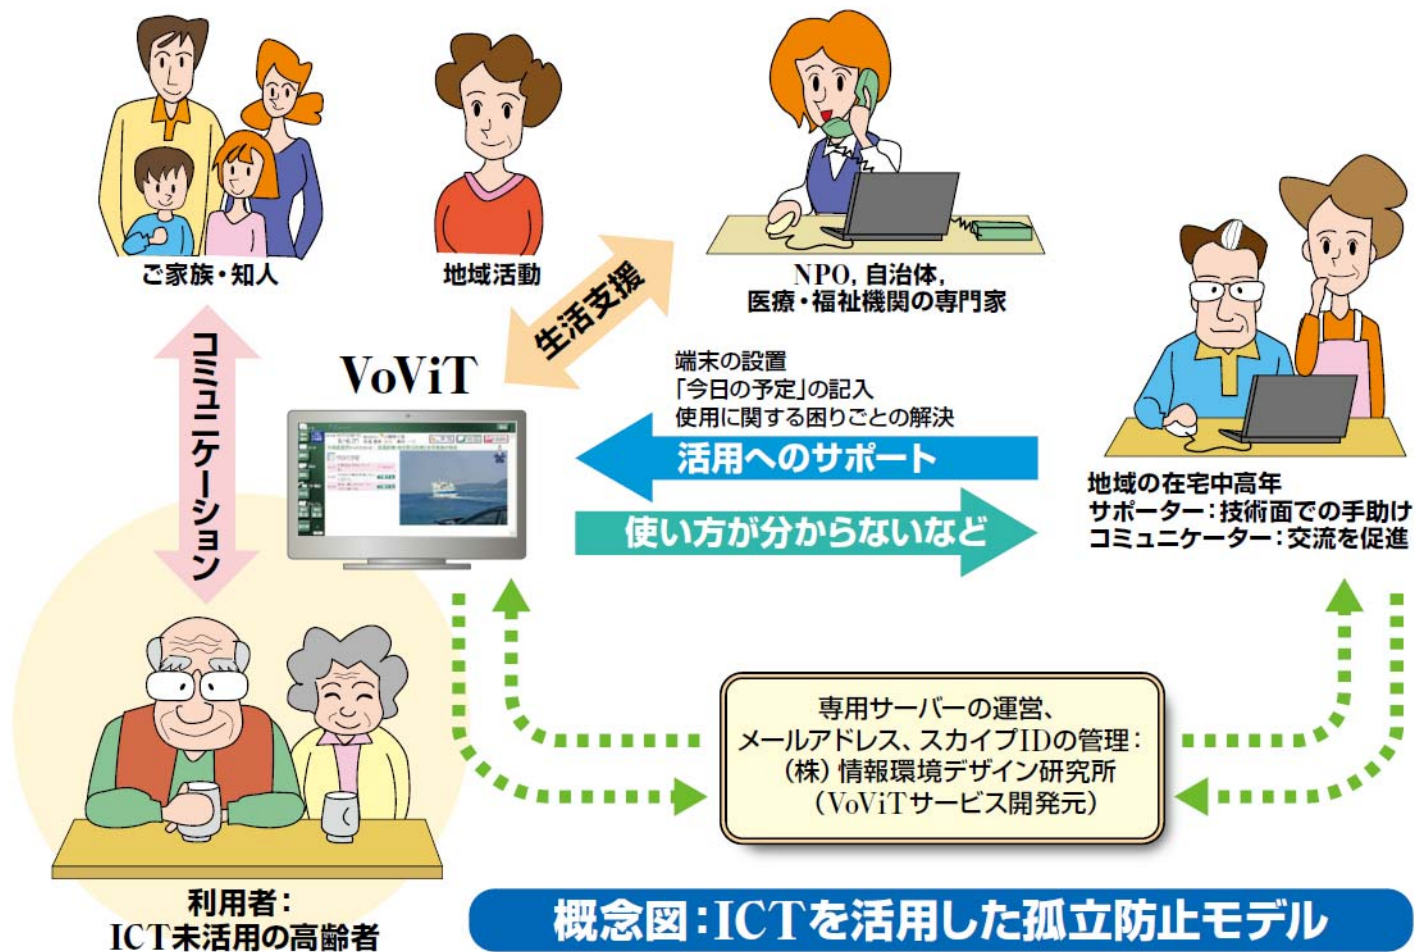 ご家族・知人
地域活動
NPO, 自治体,
医療・福祉機関の専門家
生活支援
コミュニケーション
VoViT
端末の設置
「今日の予定」の記入
使用に関する困りごとの解決
活用へのサポート
使い方が分からないなど
地域の在宅中高年
サポーター：技術面での手助け
コミュニケーター：交流を促進
専用サーバーの運営、
メールアドレス、スカイプIDの管理：
（株）情報環境デザイン研究所
（VoViTサービス開発元）
利用者：
ICT未活用の高齢者
概念図：ICTを活用した孤立防止モデル